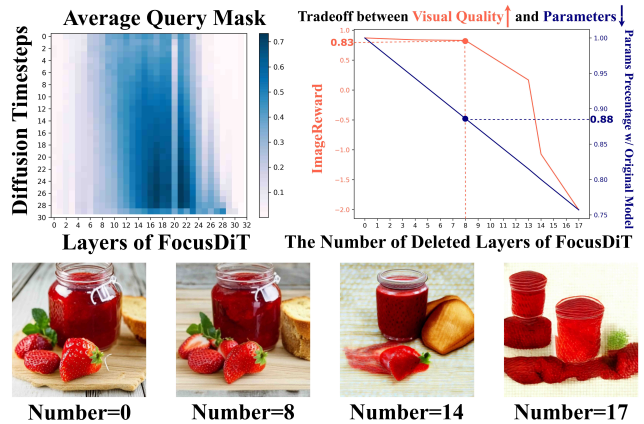 Average Query Mask
Diffusion Timesteps
0
2
4
6
8
10
12
14
16
18
20
22
24
26
28
30
0 2 4 6 8 10 12 14 16 18 20 22 24 26 28 30 32
Layers of FocusDiT
0.7
0.6
0.5
0.4
0.3
0.2
0.1
Tradeoff between Visual Quality↑ and Parameters↓
ImageReward
1.0
0.83
0.5
0.0
−0.5
−1.0
−1.5
−2.0
0 1 2 3 4 5 6 7 8 9 10 11 12 13 14 15 16 17
The Number of Deleted Layers of FocusDiT
1.00
0.95
0.90
0.88
0.85
0.80
0.75
Params Precentage w/ Original Model
Number=0
Number=8
Number=14
Number=17